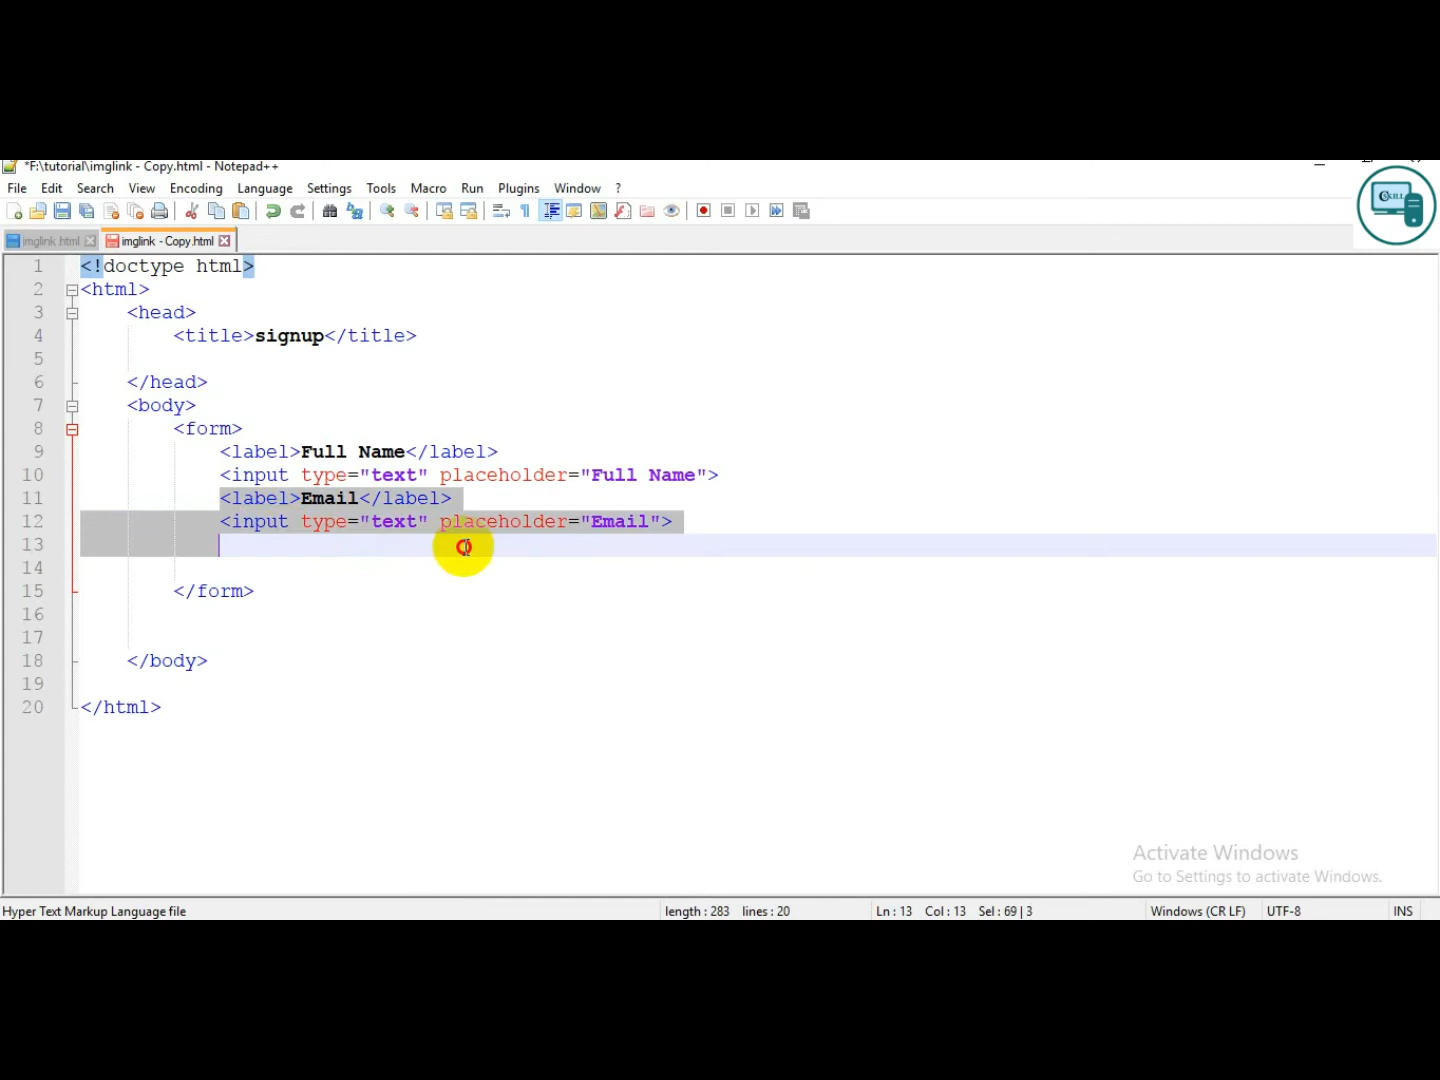 *F:\tutorial\imglink - Copy.html - Notepad++
File Edit Search View Encoding Language Settings Tools Macro Run Plugins Window ?
imglink.html imglink - Copy.html
1 <!doctype html>
2 <html>
3 <head>
4 <title>signup</title>
5
6 </head>
7 <body>
8 <form>
9 <label>Full Name</label>
10 <input type="text" placeholder="Full Name">
11 <label>Email</label>
12 <input type="text" placeholder="Email">
13
14
15 </form>
16
17
18 </body>
19
20 </html>
Activate Windows
Go to Settings to activate Windows.
Hyper Text Markup Language file length : 283 lines : 20 Ln : 13 Col : 13 Sel : 69 | 3 Windows (CR LF) UTF-8 INS